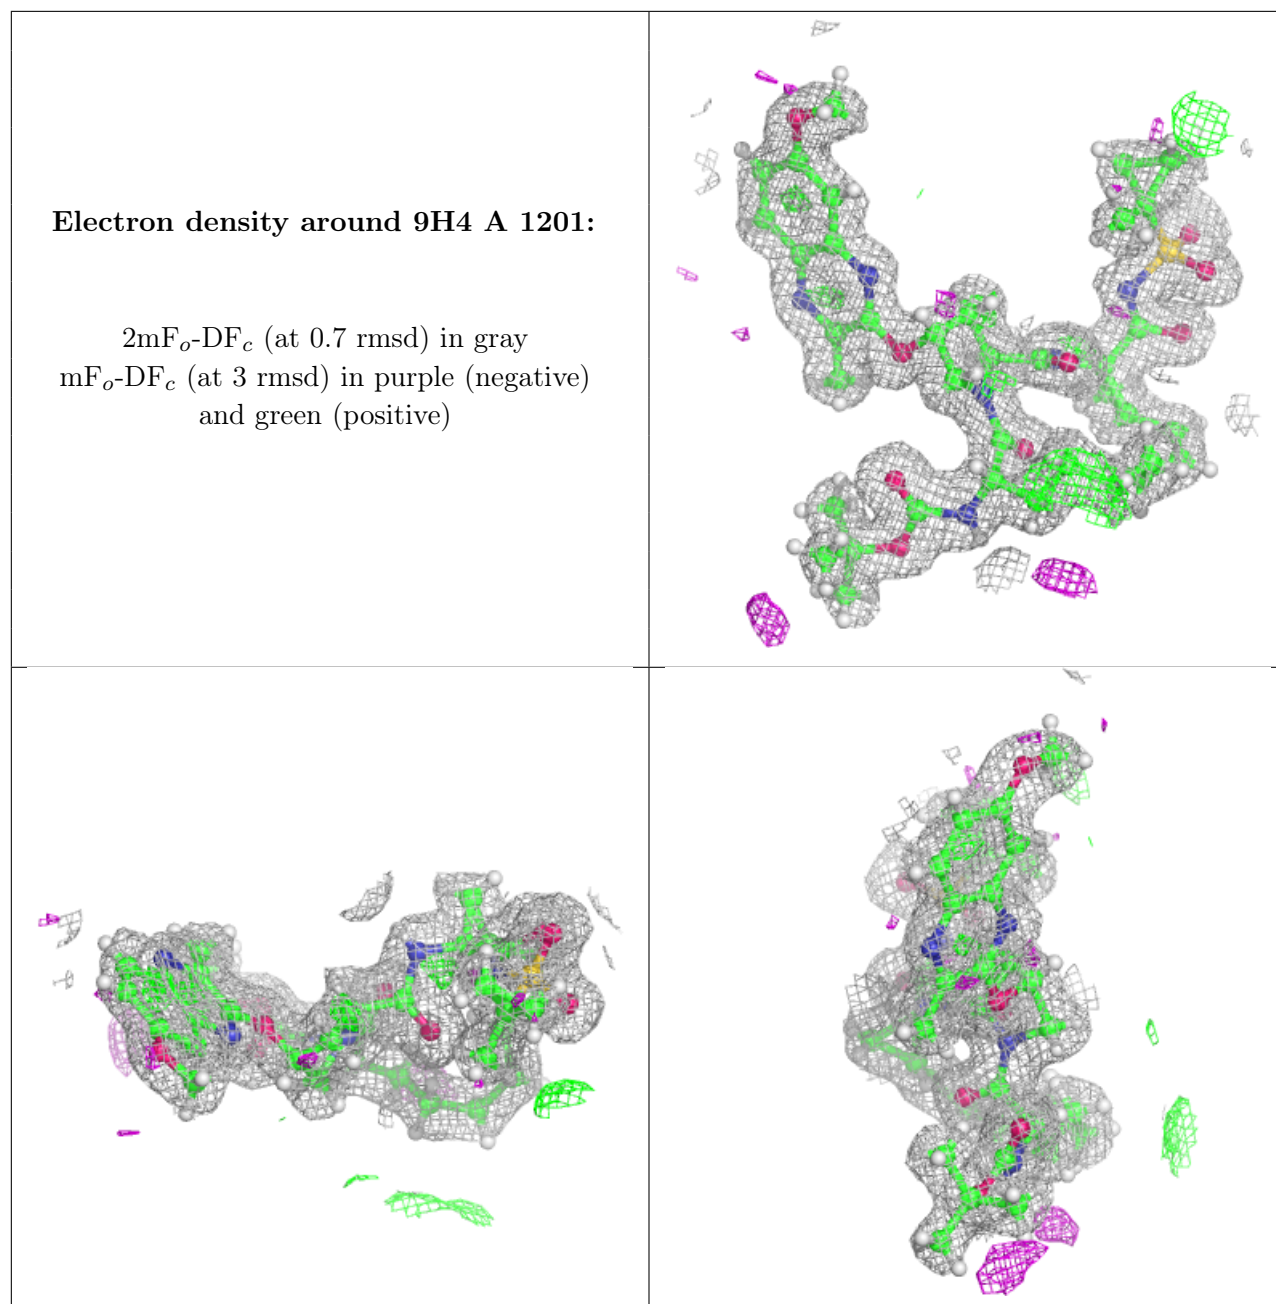 Electron density around 9H4 A 1201:
2mFₒ-DF𝑐 (at 0.7 rmsd) in gray
mFₒ-DF𝑐 (at 3 rmsd) in purple (negative)
and green (positive)